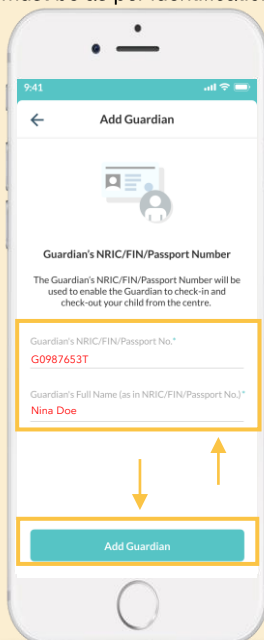 9:41
Add Guardian
Guardian's NRIC/FIN/Passport Number
The Guardian's NRIC/FIN/Passport Number will be
used to enable the Guardian to check-in and
check-out your child from the centre.
Guardian's NRIC/FIN/Passport No.*
G0987653T
Guardian's Full Name (as in NRIC/FIN/Passport No.)*
Nina Doe
Add Guardian